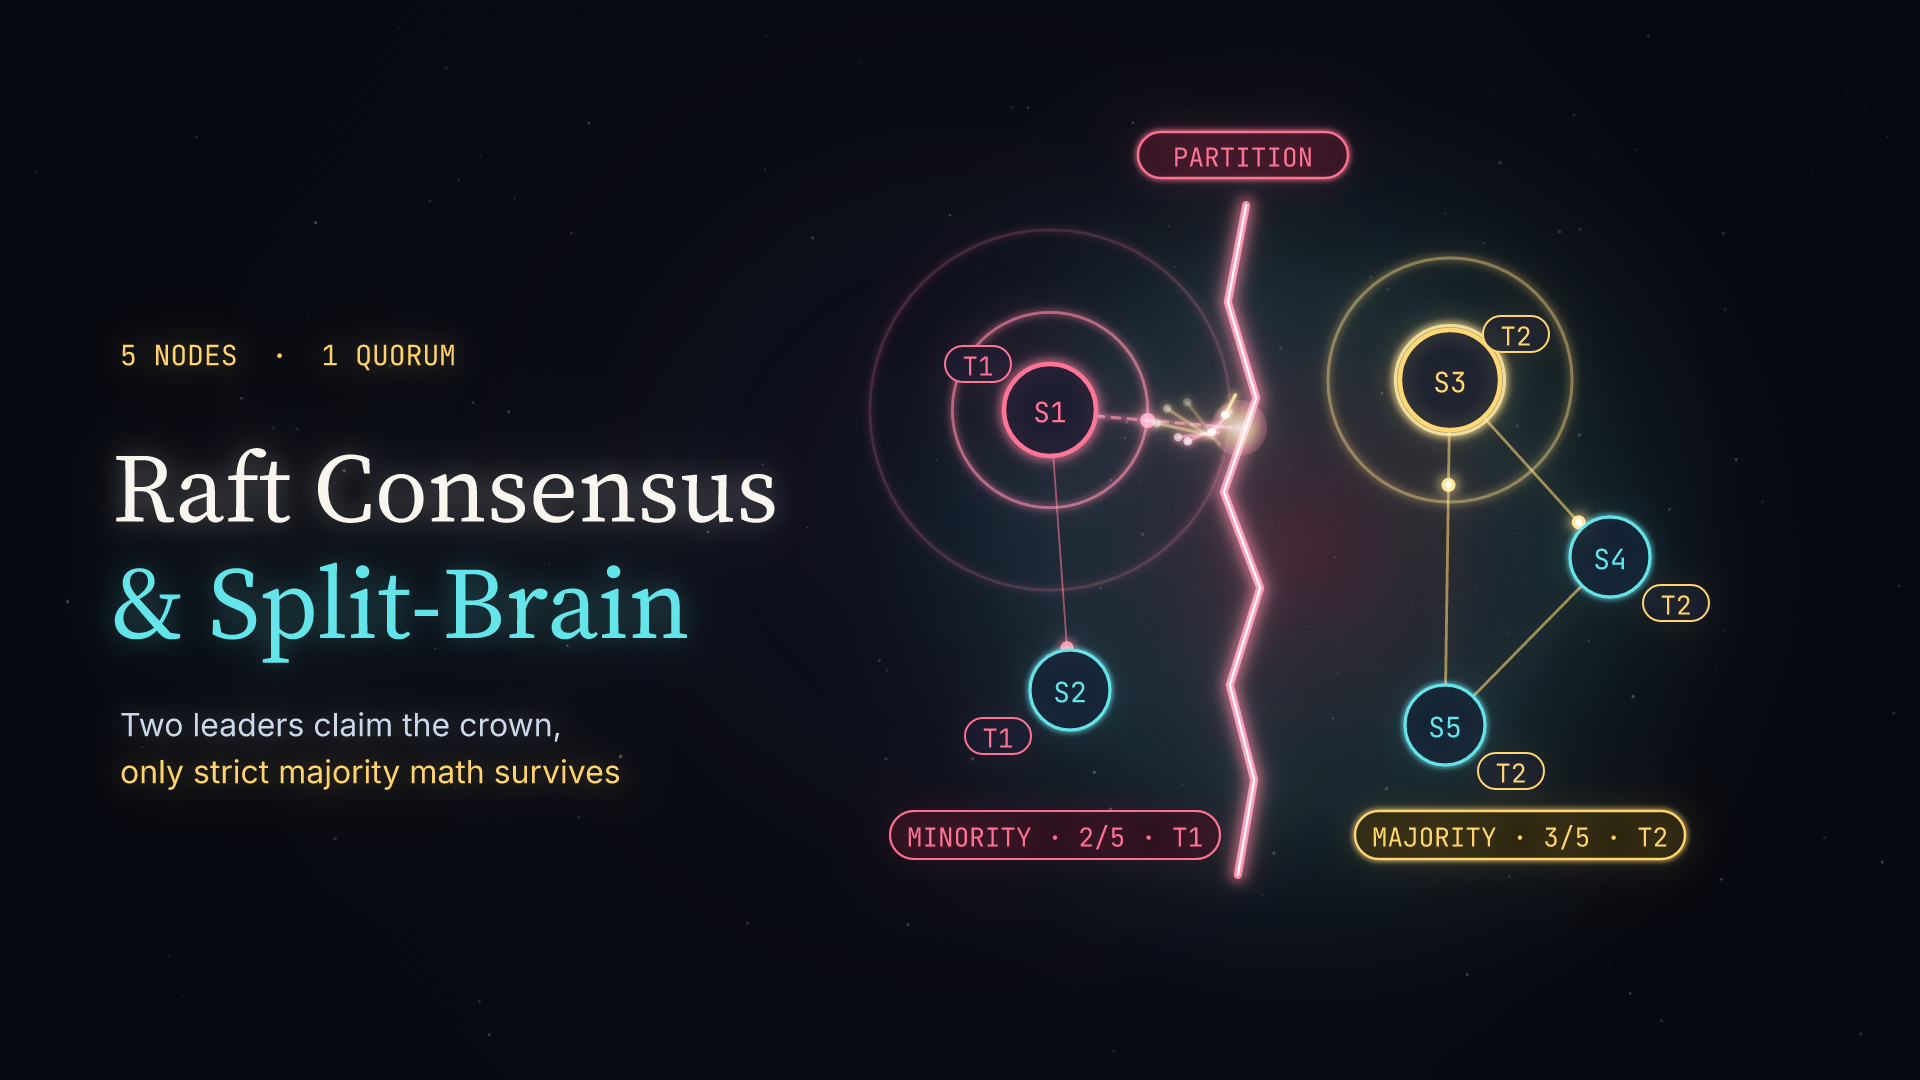 5 NODES · 1 QUORUM
Raft Consensus
& Split-Brain
Two leaders claim the crown,
only strict majority math survives
PARTITION
T1
S1
S2
T1
MINORITY · 2/5 · T1
T2
S3
S4
T2
S5
T2
MAJORITY · 3/5 · T2